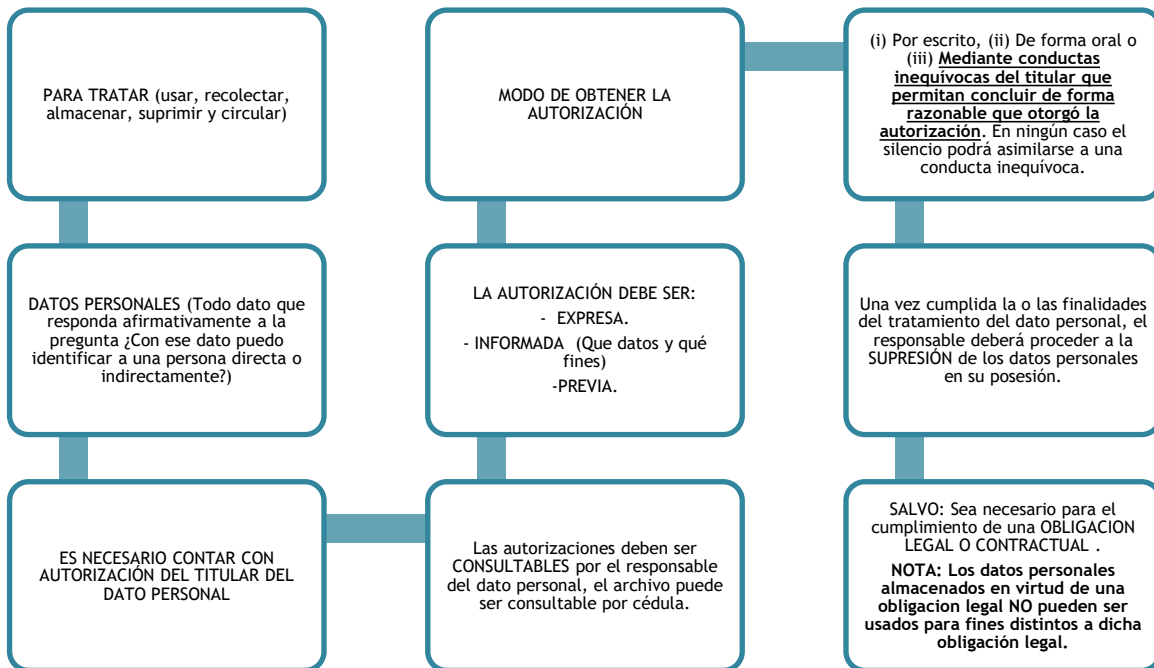 PARA TRATAR (usar, recolectar,
almacenar, suprimir y circular)
DATOS PERSONALES (Todo dato que
responda afirmativamente a la
pregunta ¿Con ese dato puedo
identificar a una persona directa o
indirectamente?)
ES NECESARIO CONTAR CON
AUTORIZACIÓN DEL TITULAR DEL
DATO PERSONAL
Las autorizaciones deben ser
CONSULTABLES por el responsable
del dato personal, el archivo puede
ser consultable por cédula.
LA AUTORIZACIÓN DEBE SER:
- EXPRESA.
- INFORMADA (Que datos y qué
fines)
-PREVIA.
MODO DE OBTENER LA
AUTORIZACIÓN
(i) Por escrito, (ii) De forma oral o
(iii) Mediante conductas
inequívocas del titular que
permitan concluir de forma
razonable que otorgó la
autorización. En ningún caso el
silencio podrá asimilarse a una
conducta inequívoca.
Una vez cumplida la o las finalidades
del tratamiento del dato personal, el
responsable deberá proceder a la
SUPRESIÓN de los datos personales
en su posesión.
SALVO: Sea necesario para el
cumplimiento de una OBLIGACION
LEGAL O CONTRACTUAL .
NOTA: Los datos personales
almacenados en virtud de una
obligacion legal NO pueden ser
usados para fines distintos a dicha
obligación legal.